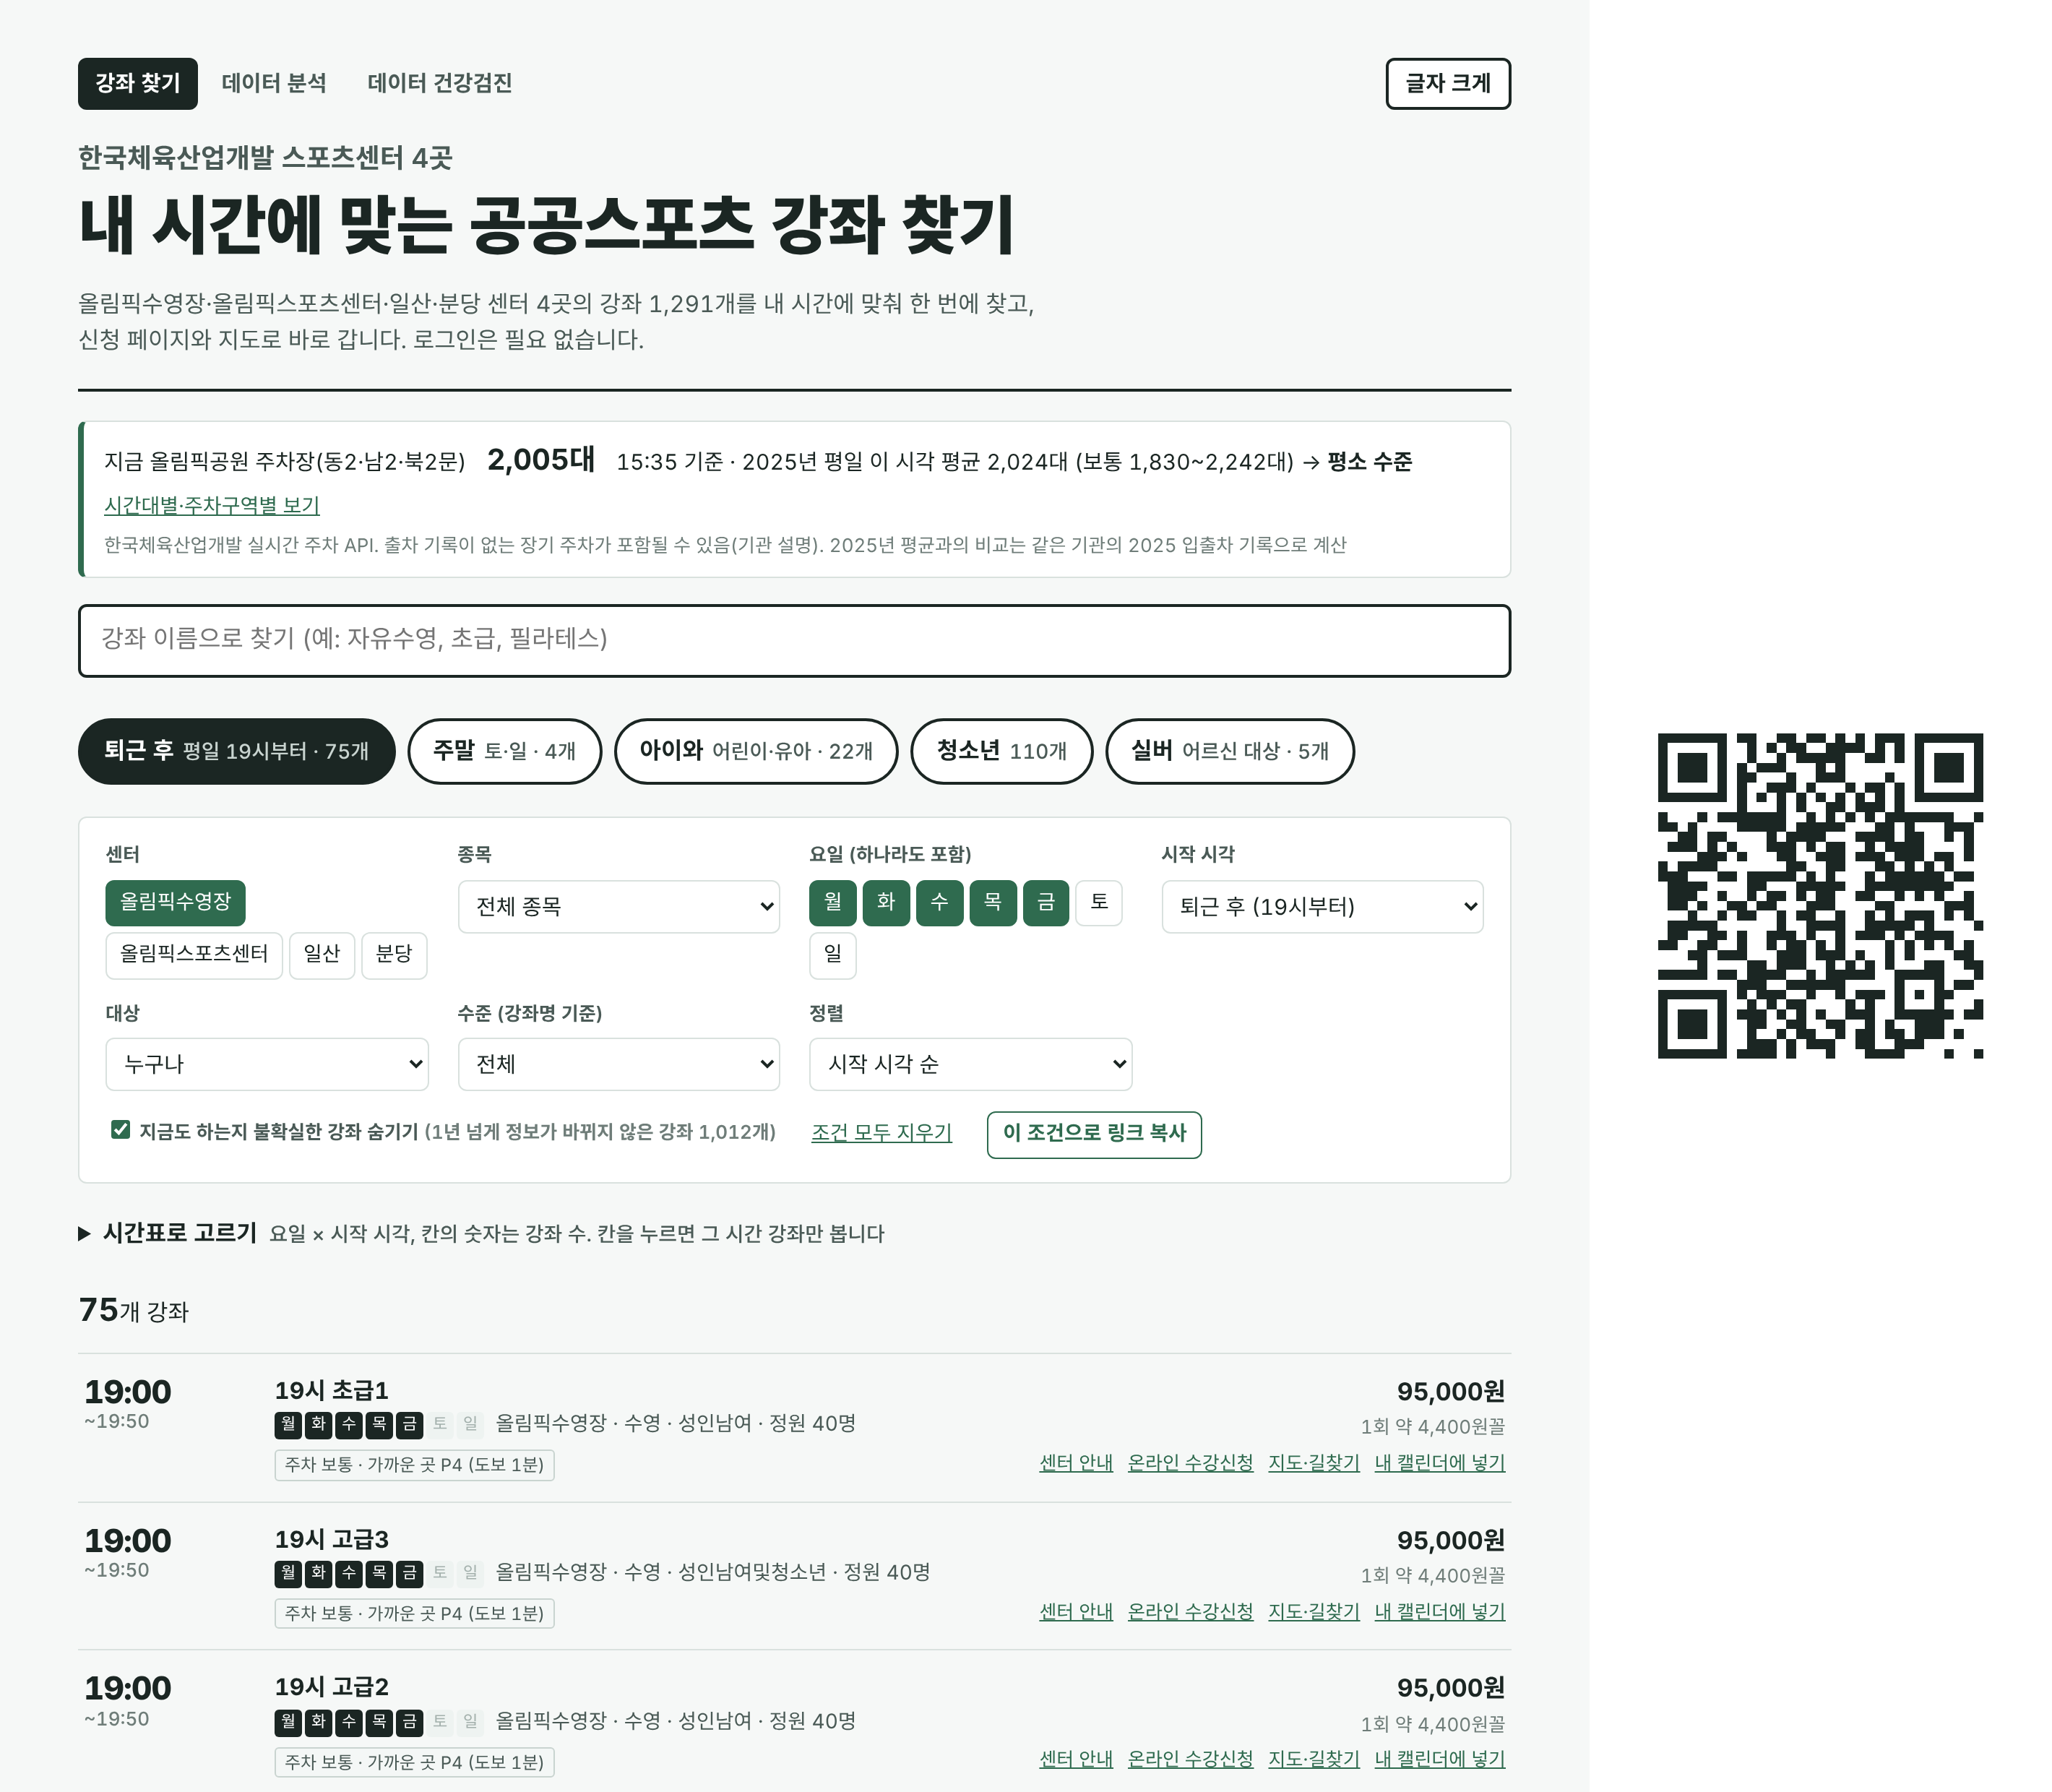 강좌 찾기 데이터 분석 데이터 건강검진 글자 크게
한국체육산업개발 스포츠센터 4곳
내 시간에 맞는 공공스포츠 강좌 찾기
올림픽수영장·올림픽스포츠센터·일산·분당 센터 4곳의 강좌 1,291개를 내 시간에 맞춰 한 번에 찾고,
신청 페이지와 지도로 바로 갑니다. 로그인은 필요 없습니다.
지금 올림픽공원 주차장(동2·남2·북2문) 2,005대 15:35 기준 · 2025년 평일 이 시각 평균 2,024대 (보통 1,830~2,242대) → 평소 수준
시간대별·주차구역별 보기
한국체육산업개발 실시간 주차 API. 출차 기록이 없는 장기 주차가 포함될 수 있음(기관 설명). 2025년 평균과의 비교는 같은 기관의 2025 입출차 기록으로 계산
강좌 이름으로 찾기 (예: 자유수영, 초급, 필라테스)
퇴근 후 평일 19시부터 · 75개 주말 토·일 · 4개 아이와 어린이·유아 · 22개 청소년 110개 실버 어르신 대상 · 5개
센터 종목 요일 (하나라도 포함) 시작 시각
올림픽수영장 전체 종목 월 화 수 목 금 토 퇴근 후 (19시부터)
올림픽스포츠센터 일산 분당 일
대상 수준 (강좌명 기준) 정렬
누구나 전체 시작 시각 순
지금도 하는지 불확실한 강좌 숨기기 (1년 넘게 정보가 바뀌지 않은 강좌 1,012개) 조건 모두 지우기 이 조건으로 링크 복사
▶ 시간표로 고르기 요일 × 시작 시각, 칸의 숫자는 강좌 수. 칸을 누르면 그 시간 강좌만 봅니다
75개 강좌
19:00 19시 초급1 95,000원
~19:50 월 화 수 목 금 토 일 올림픽수영장 · 수영 · 성인남여 · 정원 40명 1회 약 4,400원꼴
주차 보통 · 가까운 곳 P4 (도보 1분) 센터 안내 온라인 수강신청 지도·길찾기 내 캘린더에 넣기
19:00 19시 고급3 95,000원
~19:50 월 화 수 목 금 토 일 올림픽수영장 · 수영 · 성인남여및청소년 · 정원 40명 1회 약 4,400원꼴
주차 보통 · 가까운 곳 P4 (도보 1분) 센터 안내 온라인 수강신청 지도·길찾기 내 캘린더에 넣기
19:00 19시 고급2 95,000원
~19:50 월 화 수 목 금 토 일 올림픽수영장 · 수영 · 성인남여 · 정원 40명 1회 약 4,400원꼴
주차 보통 · 가까운 곳 P4 (도보 1분) 센터 안내 온라인 수강신청 지도·길찾기 내 캘린더에 넣기